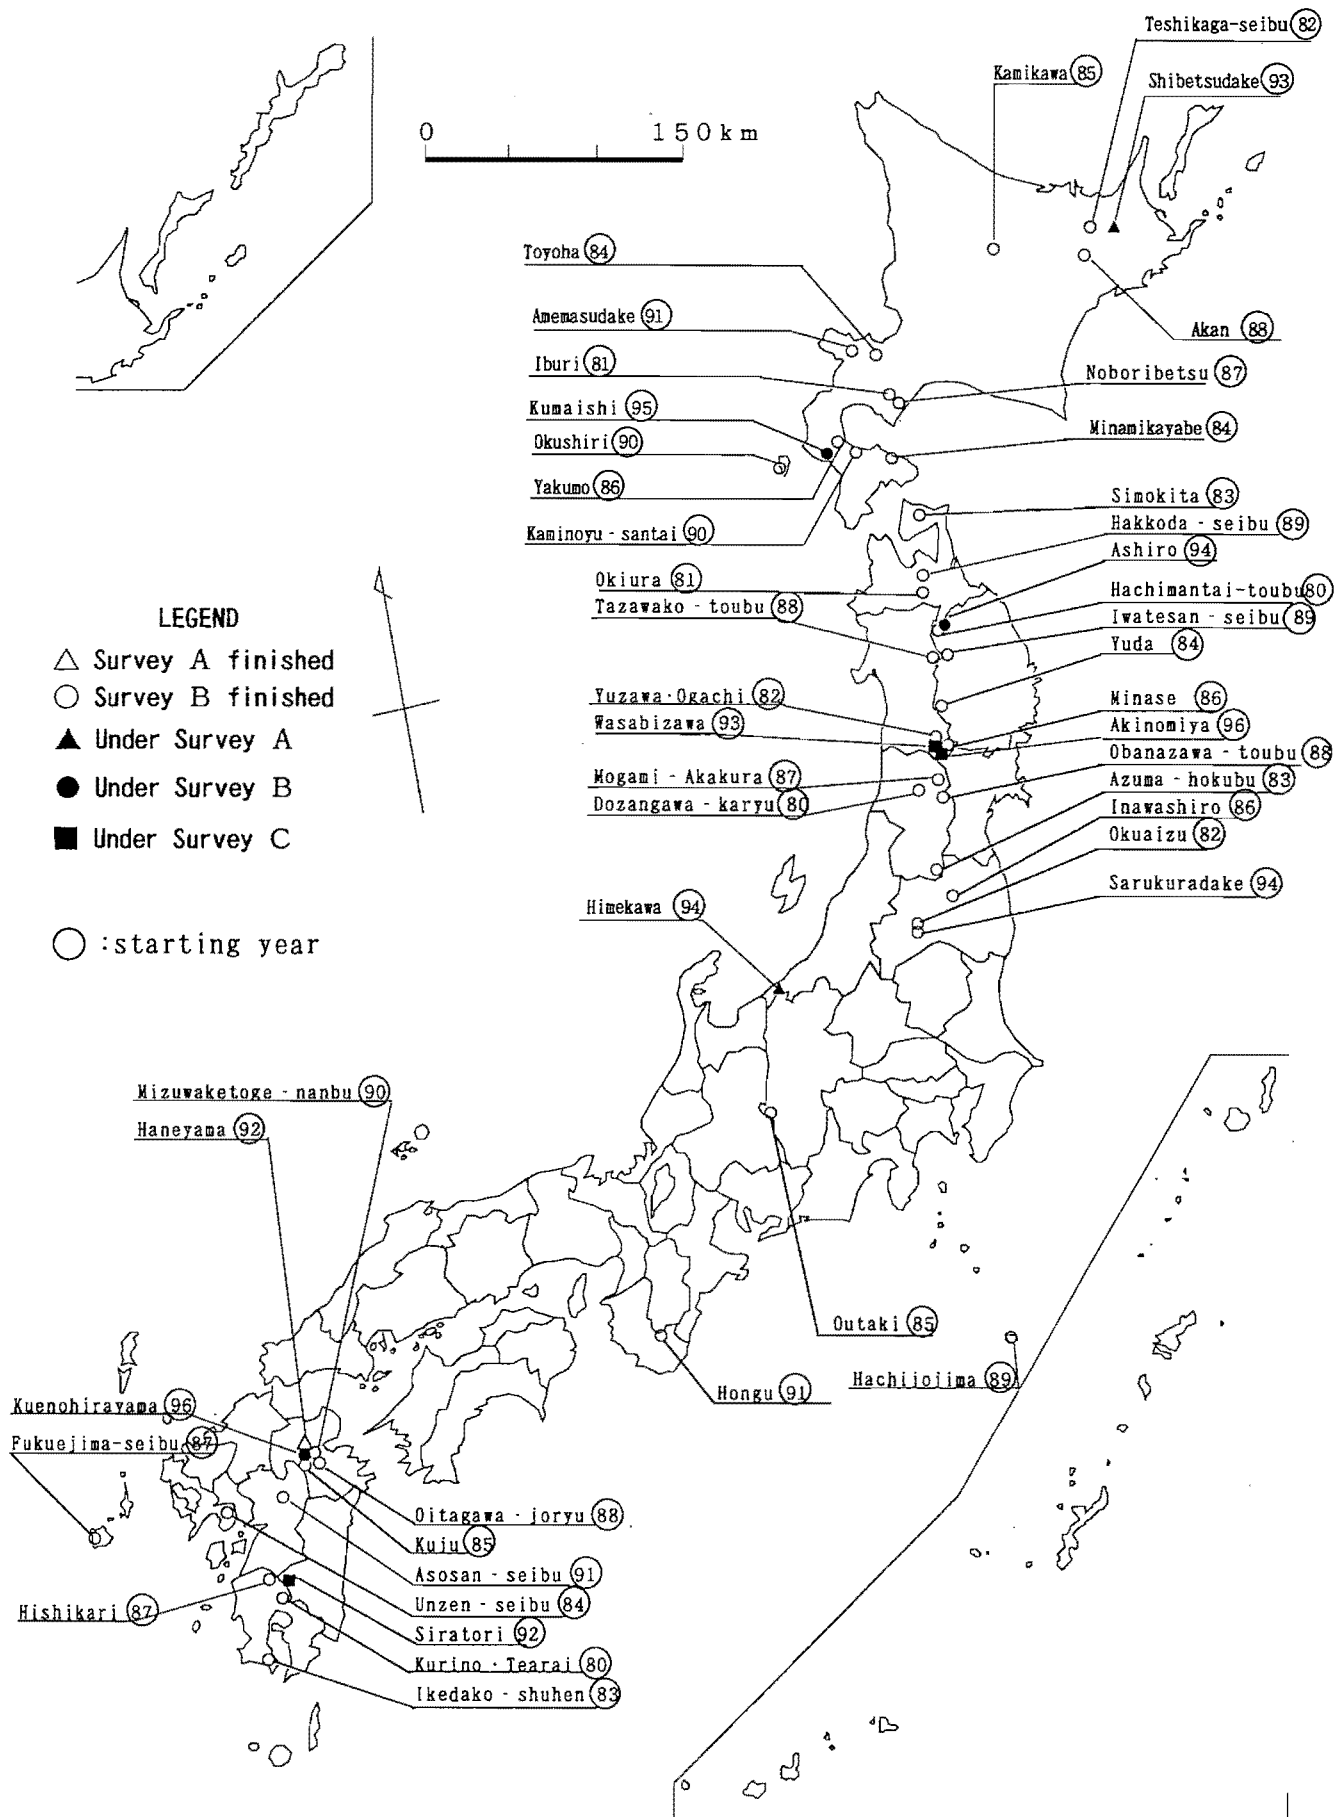 Teshikaga-seibu 82
Kamikawa 85
Shibetsudake 93
0 150km
Toyoha 84
Amemasudake 91
Akan 88
Iburi 81
Noboribetsu 87
Kumaishi 95
Minamikayabe 84
Okushiri 90
Yakumo 86
Simokita 83
Kaminoyu - santai 90
Hakkoda - seibu 89
Ashiro 94
Okiura 81
Hachimantai-toubu 80
Tazawako - toubu 88
Iwatesan - seibu 89
LEGEND
Yuda 84
△ Survey A finished
○ Survey B finished
Yuzawa·Ogachi 82
Minase 86
Wasabizawa 93
Akinomiya 96
▲ Under Survey A
Obanazawa - toubu 88
Mogami - Akakura 87
Azuma - hokubu 83
● Under Survey B
Dozangawa - karyu 80
Inawashiro 86
■ Under Survey C
Okuaizu 82
Sarukuradake 94
Himekawa 94
○ :starting year
Mizuwaketoge - nanbu 90
Haneyama 92
Outaki 85
Hachijojima 89
Hongu 91
Kuenohirayama 96
Fukuejima-seibu 87
Oitagawa - joryu 88
Kuju 85
Asosan - seibu 91
Unzen - seibu 84
Hishikari 87
Siratori 92
Kurino · Tearai 80
Ikedako - shuhen 83